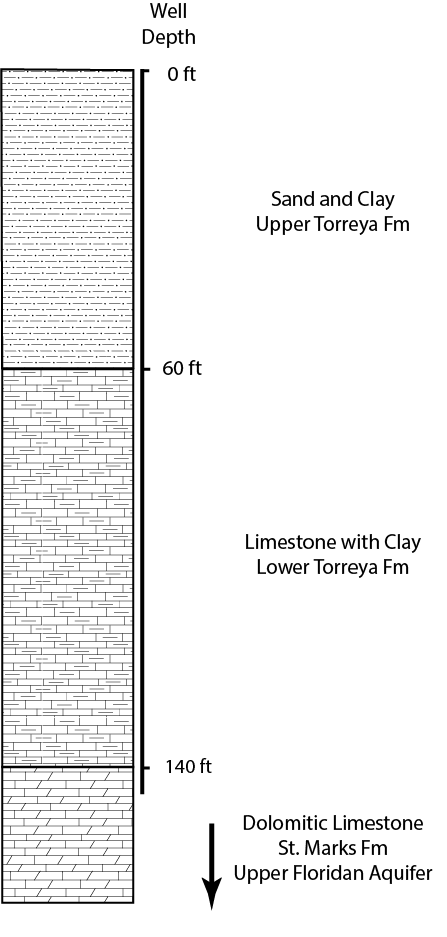 Well
Depth
0 ft
Sand and Clay
Upper Torreya Fm
60 ft
Limestone with Clay
Lower Torreya Fm
140 ft
Dolomitic Limestone
St. Marks Fm
Upper Floridan Aquifer